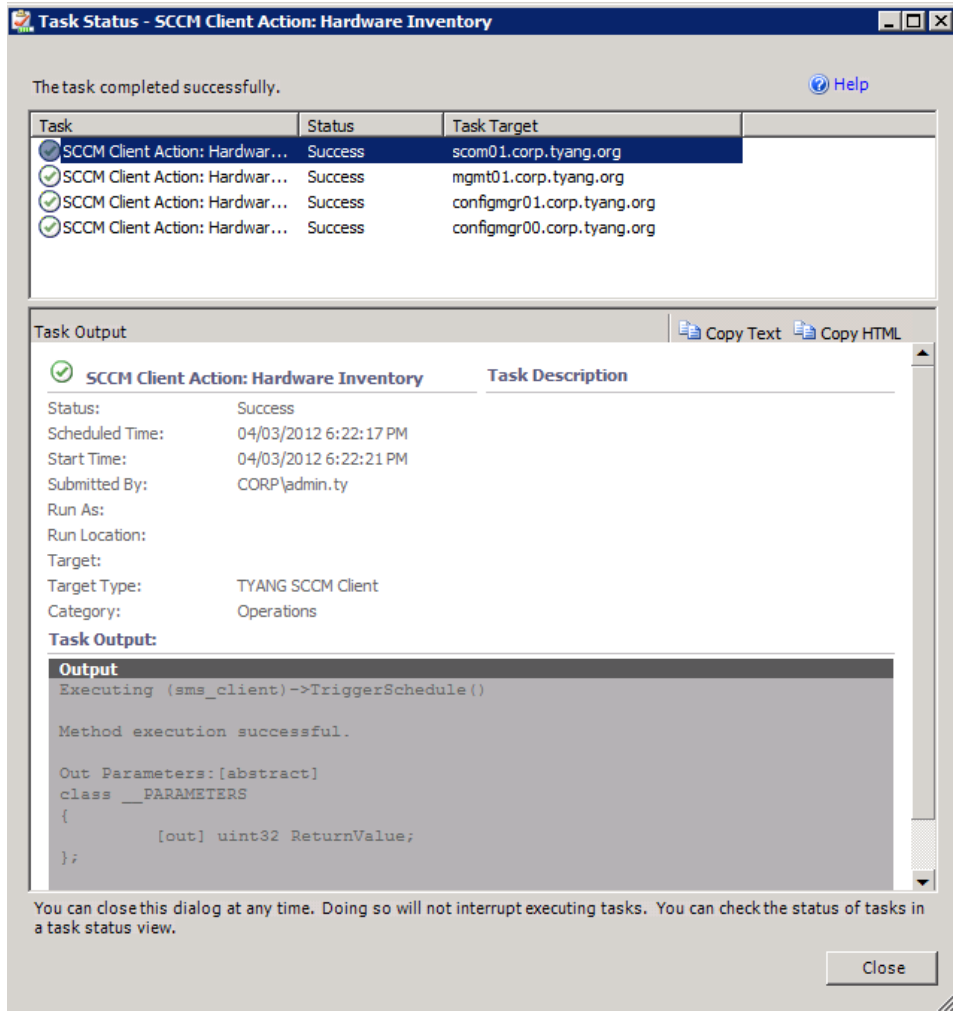 Task Status - SCCM Client Action: Hardware Inventory
The task completed successfully.
Help
Task Status Task Target
SCCM Client Action: Hardwar... Success scom01.corp.tyang.org
SCCM Client Action: Hardwar... Success mgmt01.corp.tyang.org
SCCM Client Action: Hardwar... Success configmgr01.corp.tyang.org
SCCM Client Action: Hardwar... Success configmgr00.corp.tyang.org
Task Output
Copy Text Copy HTML
SCCM Client Action: Hardware Inventory
Task Description
Status: Success
Scheduled Time: 04/03/2012 6:22:17 PM
Start Time: 04/03/2012 6:22:21 PM
Submitted By: CORP\admin.ty
Run As:
Run Location:
Target:
Target Type: TYANG SCCM Client
Category: Operations
Task Output:
Output
Executing (sms_client)->TriggerSchedule()
Method execution successful.
Out Parameters:[abstract]
class __PARAMETERS
{
[out] uint32 ReturnValue;
};
You can close this dialog at any time. Doing so will not interrupt executing tasks. You can check the status of tasks in
a task status view.
Close